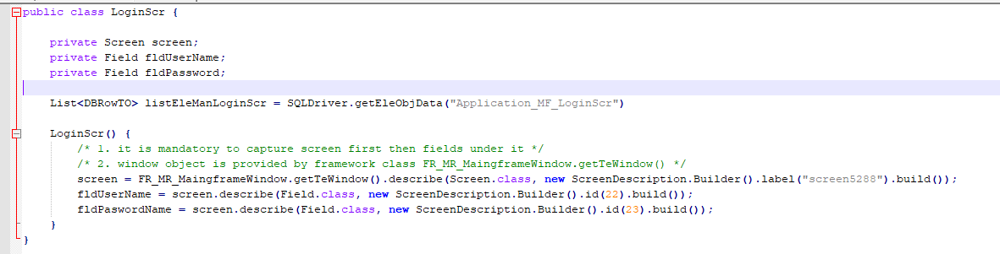 public class LoginScr {
private Screen screen;
private Field fldUserName;
private Field fldPassword;
List<DBRowTO> listEleManLoginScr = SQLDriver.getEleObjData("Application_MF_LoginScr")
LoginScr() {
/* 1. it is mandatory to capture screen first then fields under it */
/* 2. window object is provided by framework class FR_MR_MaingframeWindow.getTeWindow() */
screen = FR_MR_MaingframeWindow.getTeWindow().describe(Screen.class, new ScreenDescription.Builder().label("screen5288").build());
fldUserName = screen.describe(Field.class, new ScreenDescription.Builder().id(22).build());
fldPaswordName = screen.describe(Field.class, new ScreenDescription.Builder().id(23).build());
}
}